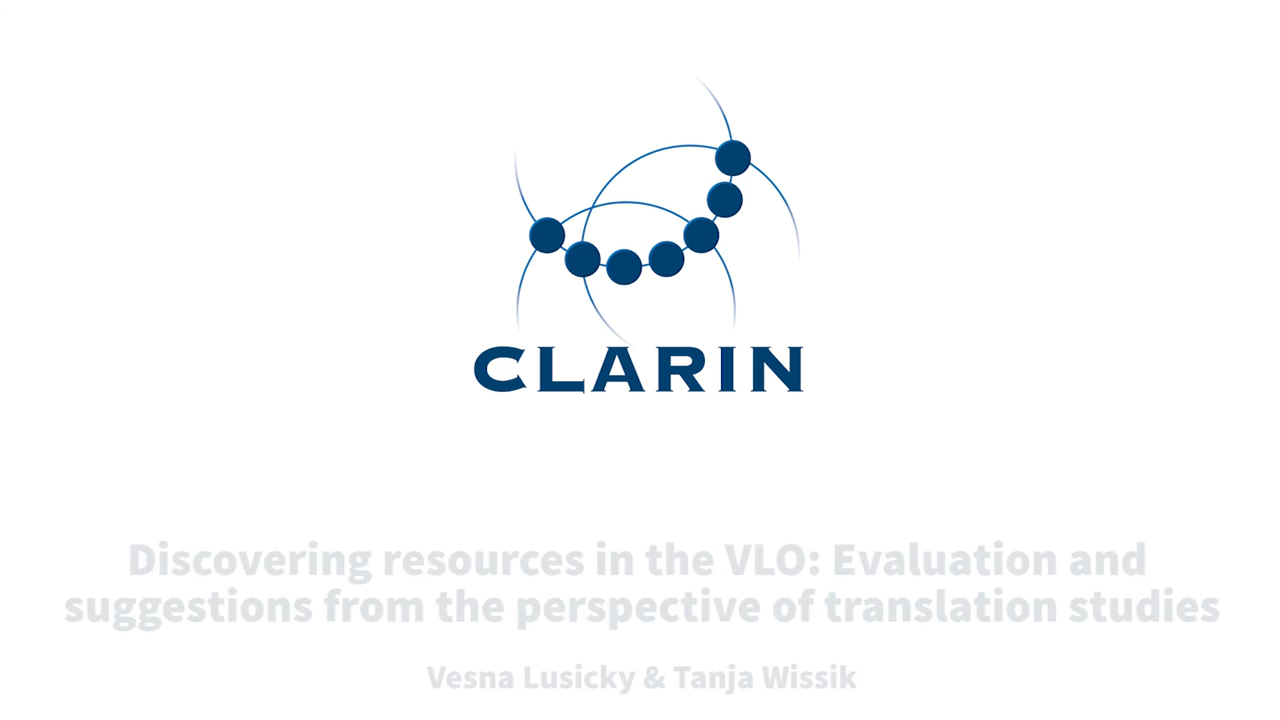 CLARIN
Discovering resources in the VLO: Evaluation and
suggestions from the perspective of translation studies
Vesna Lusicky & Tanja Wissik